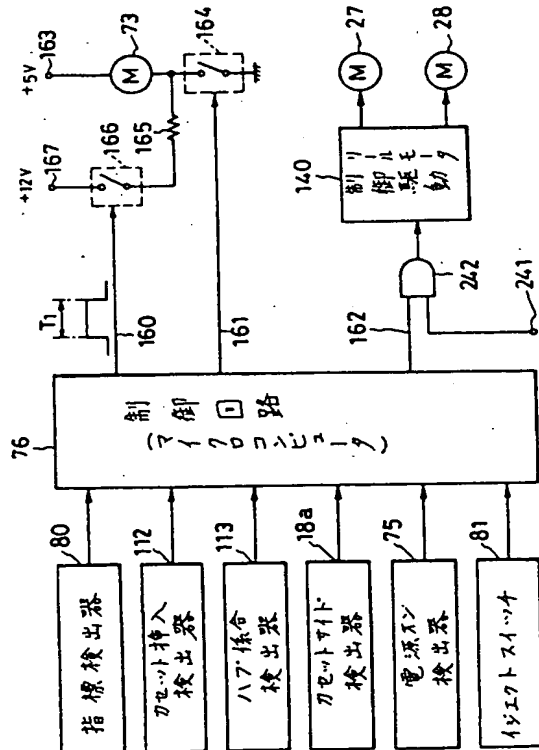 +12V
167
166
+5V
163
M
73
164
165
T1
160
161
162
76
制御回路
(マイクロコンピュータ)
80
指標検出器
112
カセット挿入
検出器
113
ハブ係合
検出器
18a
カセットサイド
検出器
75
電源オン
検出器
81
イジェクトスイッチ
140
リールモータ
制御駆動
242
241
M
27
M
28